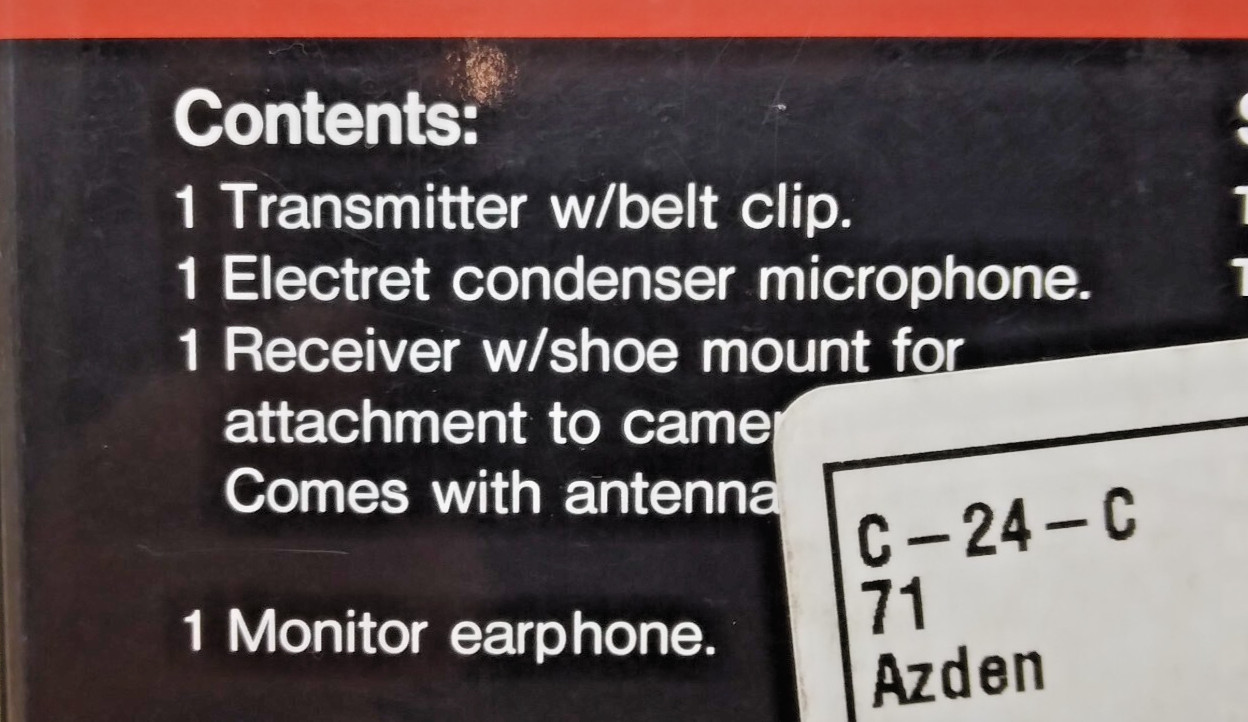 Contents:
1 Transmitter w/belt clip.
1 Electret condenser microphone.
1 Receiver w/shoe mount for
attachment to
Comes with antenna
1 Monitor earphone.
C-24-C
71
Azden